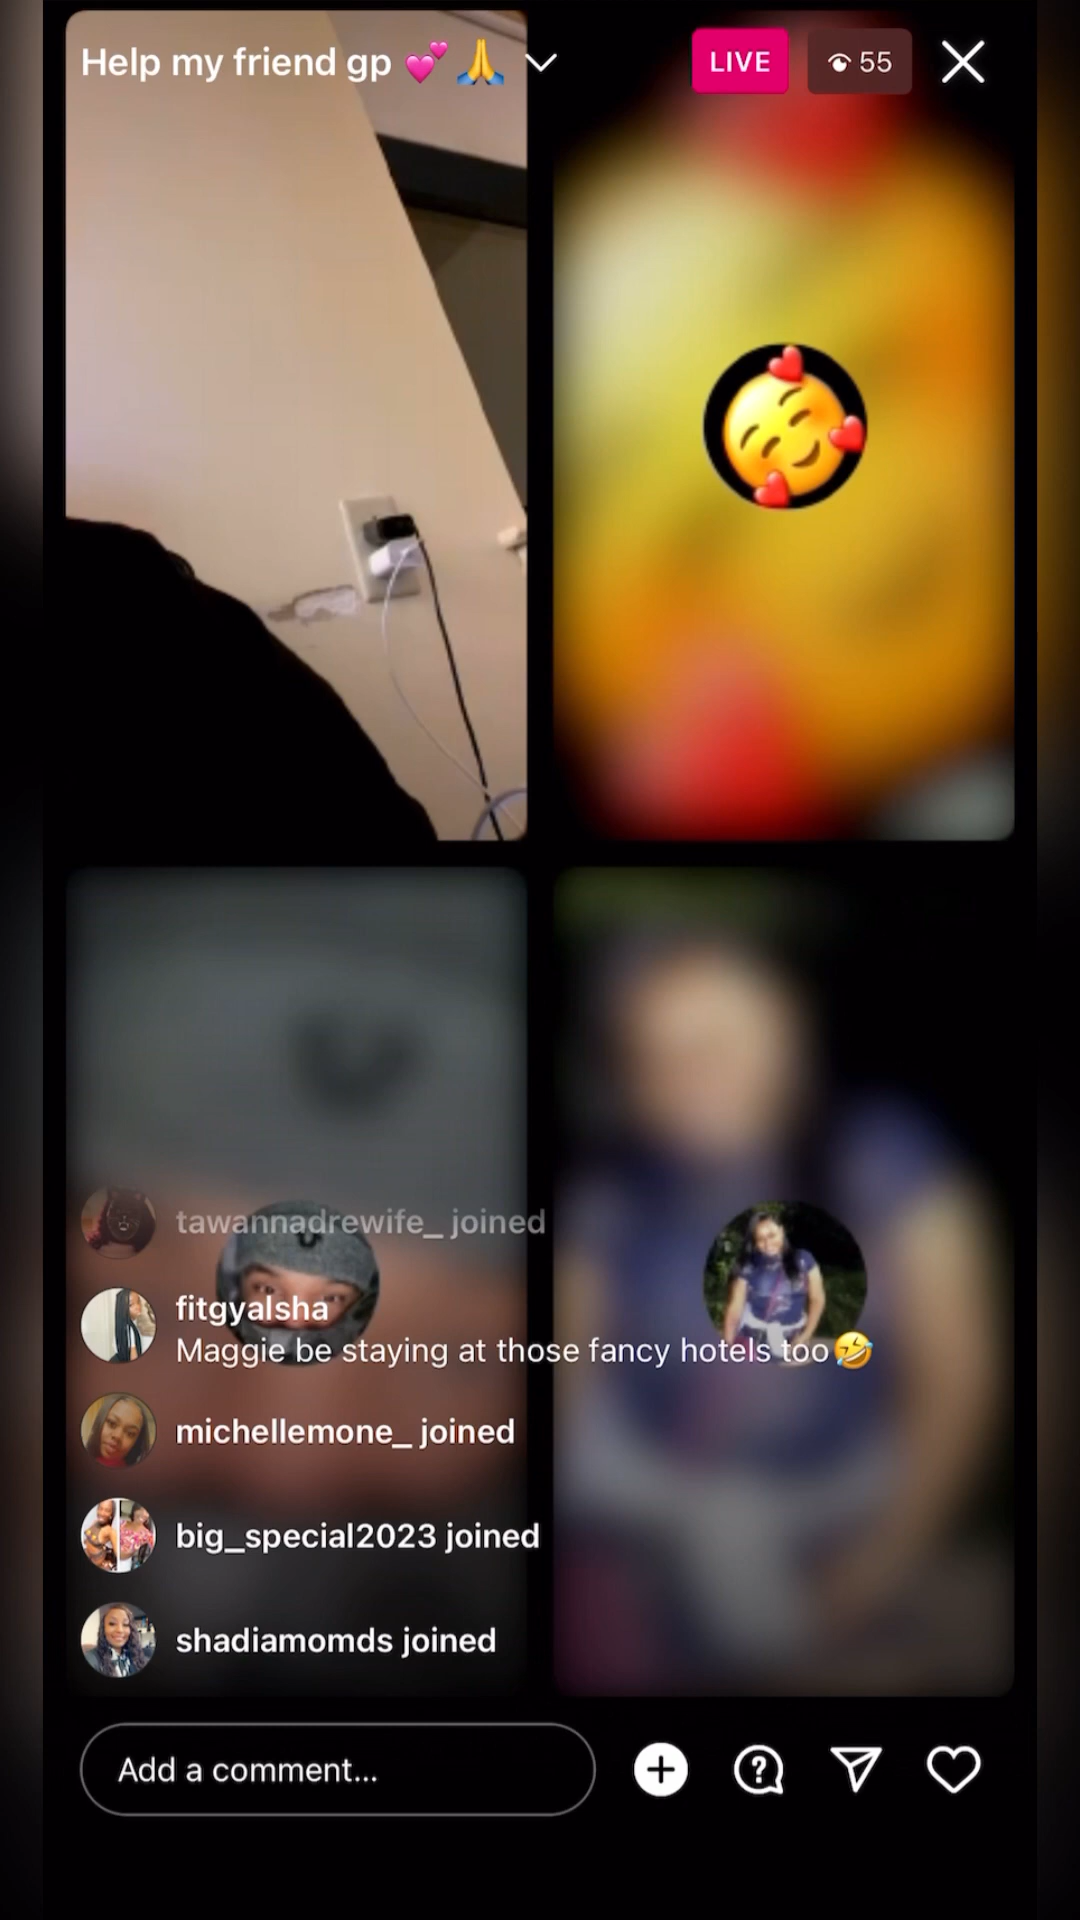 Help my friend gp 💕 🙏
LIVE
55
tawannadrewife_ joined
fitgyalsha
Maggie be staying at those fancy hotels too🤣
michellemone_ joined
big_special2023 joined
shadiamomds joined
Add a comment...